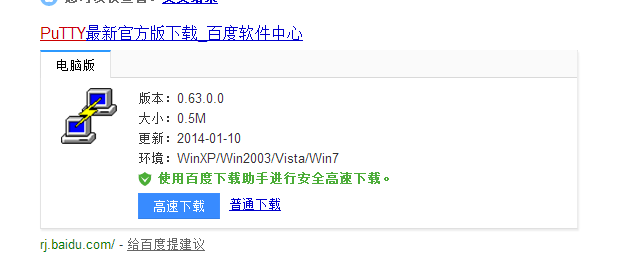 PuTTY最新官方版下载_百度软件中心
电脑版
版本：0.63.0.0
大小：0.5M
更新：2014-01-10
环境：WinXP/Win2003/Vista/Win7
使用百度下载助手进行安全高速下载。
高速下载 普通下载
rj.baidu.com/ - 给百度提建议